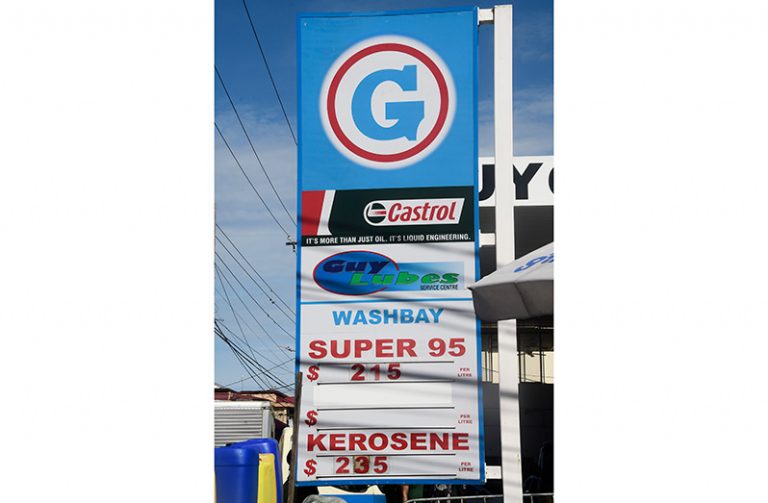 G
Castrol
IT'S MORE THAN JUST OIL. IT'S LIQUID ENGINEERING.
Guy
Lubes
SERVICE CENTRE
WASHBAY
SUPER 95
$ 215 PER LITRE
$ PER LITRE
KEROSENE
$ 235 PER LITRE